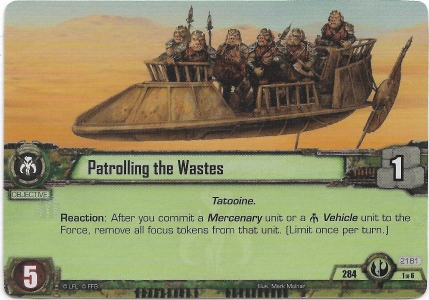 Patrolling the Wastes
1
OBJECTIVE
Tatooine.
Reaction: After you commit a Mercenary unit or a Vehicle unit to the
Force, remove all focus tokens from that unit. (Limit once per turn.)
5
© LFL © FFG
Illus. Mark Molnar
284
2181
1 of 6